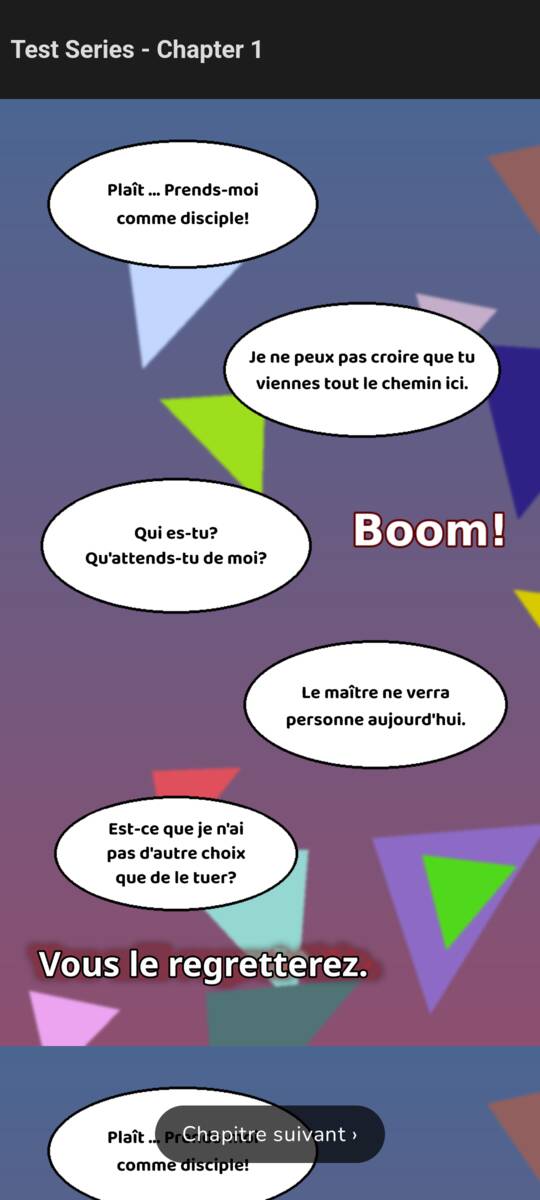 Test Series - Chapter 1
Plaît ... Prends-moi
comme disciple!
Je ne peux pas croire que tu
viennes tout le chemin ici.
Qui es-tu?
Qu'attends-tu de moi?
Boom!
Le maître ne verra
personne aujourd'hui.
Est-ce que je n'ai
pas d'autre choix
que de le tuer?
Vous le regretterez.
Plaît ... Prends-moi
Chapitre suivant ›
comme disciple!